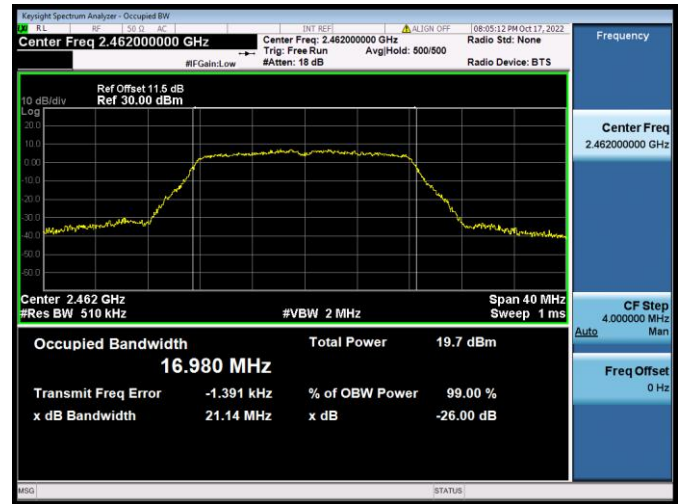 Keysight Spectrum Analyzer - Occupied BW
RL RF 50 Ω AC INT REF ALIGN OFF 08:05:12 PM Oct 17, 2022
Center Freq 2.462000000 GHz
Center Freq: 2.462000000 GHz
Radio Std: None
Trig: Free Run Avg|Hold: 500/500
#IFGain:Low #Atten: 18 dB Radio Device: BTS
Ref Offset 11.5 dB
10 dB/div Ref 30.00 dBm
Log
20.0
10.0
0.00
-10.0
-20.0
-30.0
-40.0
-50.0
-60.0
Center 2.462 GHz Span 40 MHz
#Res BW 510 kHz #VBW 2 MHz Sweep 1 ms
Occupied Bandwidth Total Power 19.7 dBm
16.980 MHz
Transmit Freq Error -1.391 kHz % of OBW Power 99.00 %
x dB Bandwidth 21.14 MHz x dB -26.00 dB
MSG STATUS
Frequency
Center Freq
2.462000000 GHz
CF Step
4.000000 MHz
Auto Man
Freq Offset
0 Hz